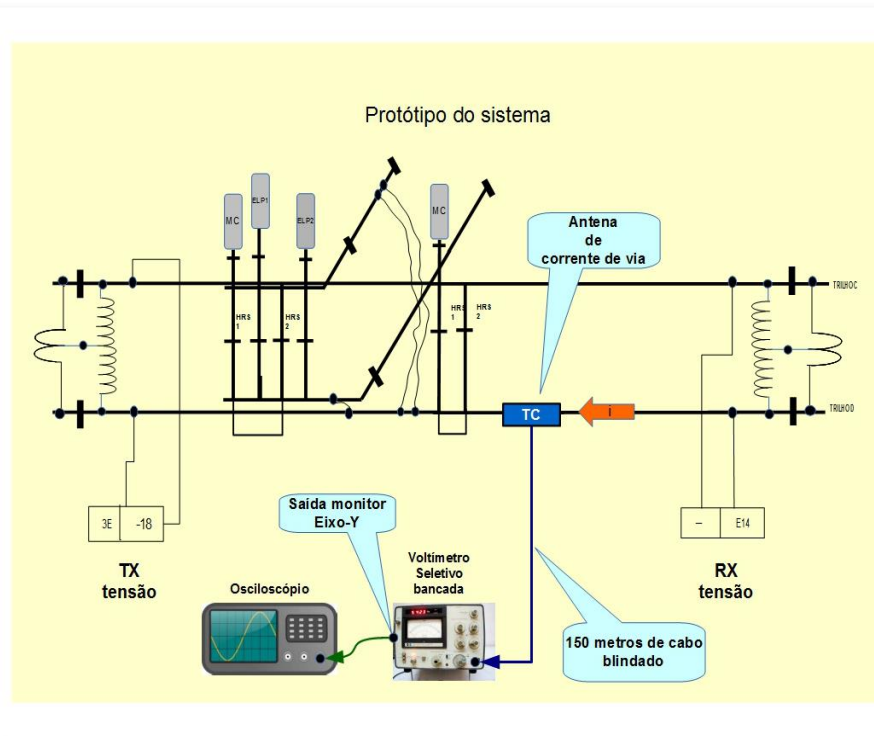 Protótipo do sistema
MC
ELP1
ELP2
MC
Antena
de
corrente de via
TRILHOC
HRS
1
HRS
2
HRS
1
HRS
2
TC
i
TRILHOD
3E
-18
TX
tensão
Saída monitor
Eixo-Y
Osciloscópio
Voltímetro
Seletivo
bancada
–
E14
RX
tensão
150 metros de cabo
blindado